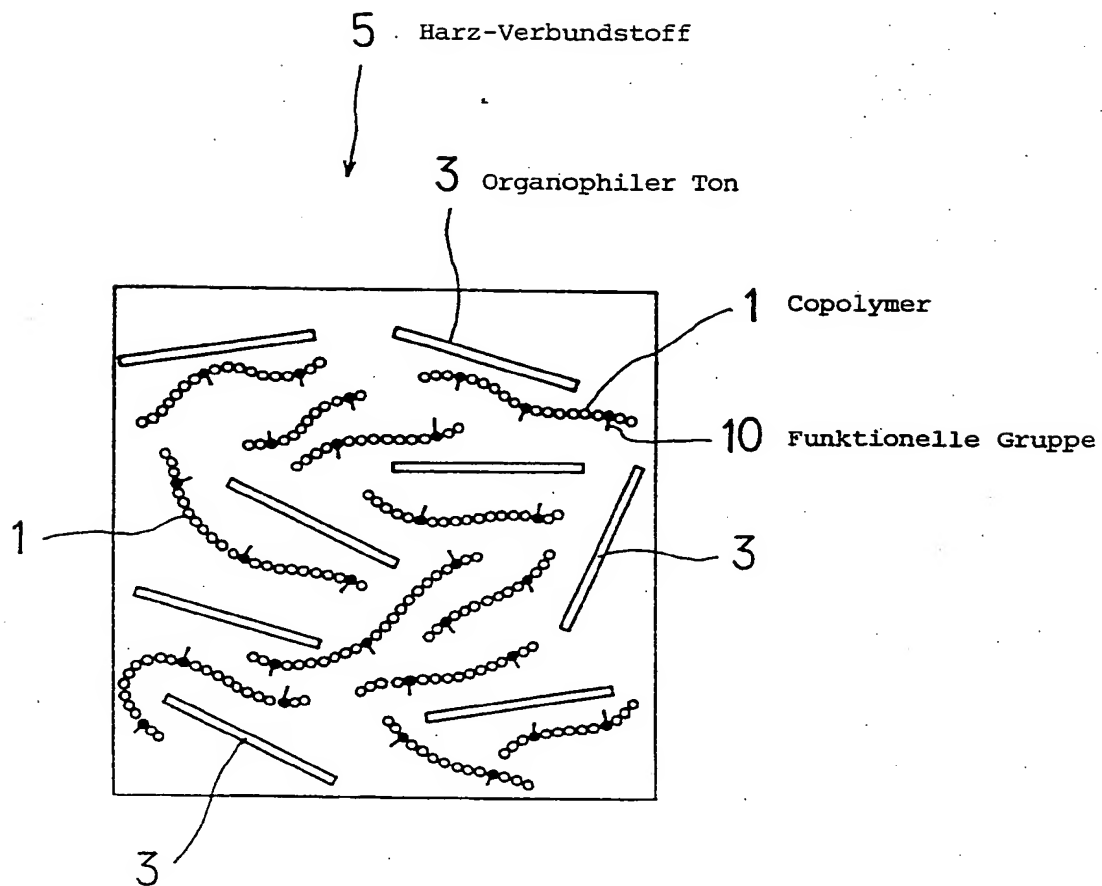 5 Harz-Verbundstoff
3 Organophiler Ton
1 Copolymer
10 Funktionelle Gruppe
1
3
3